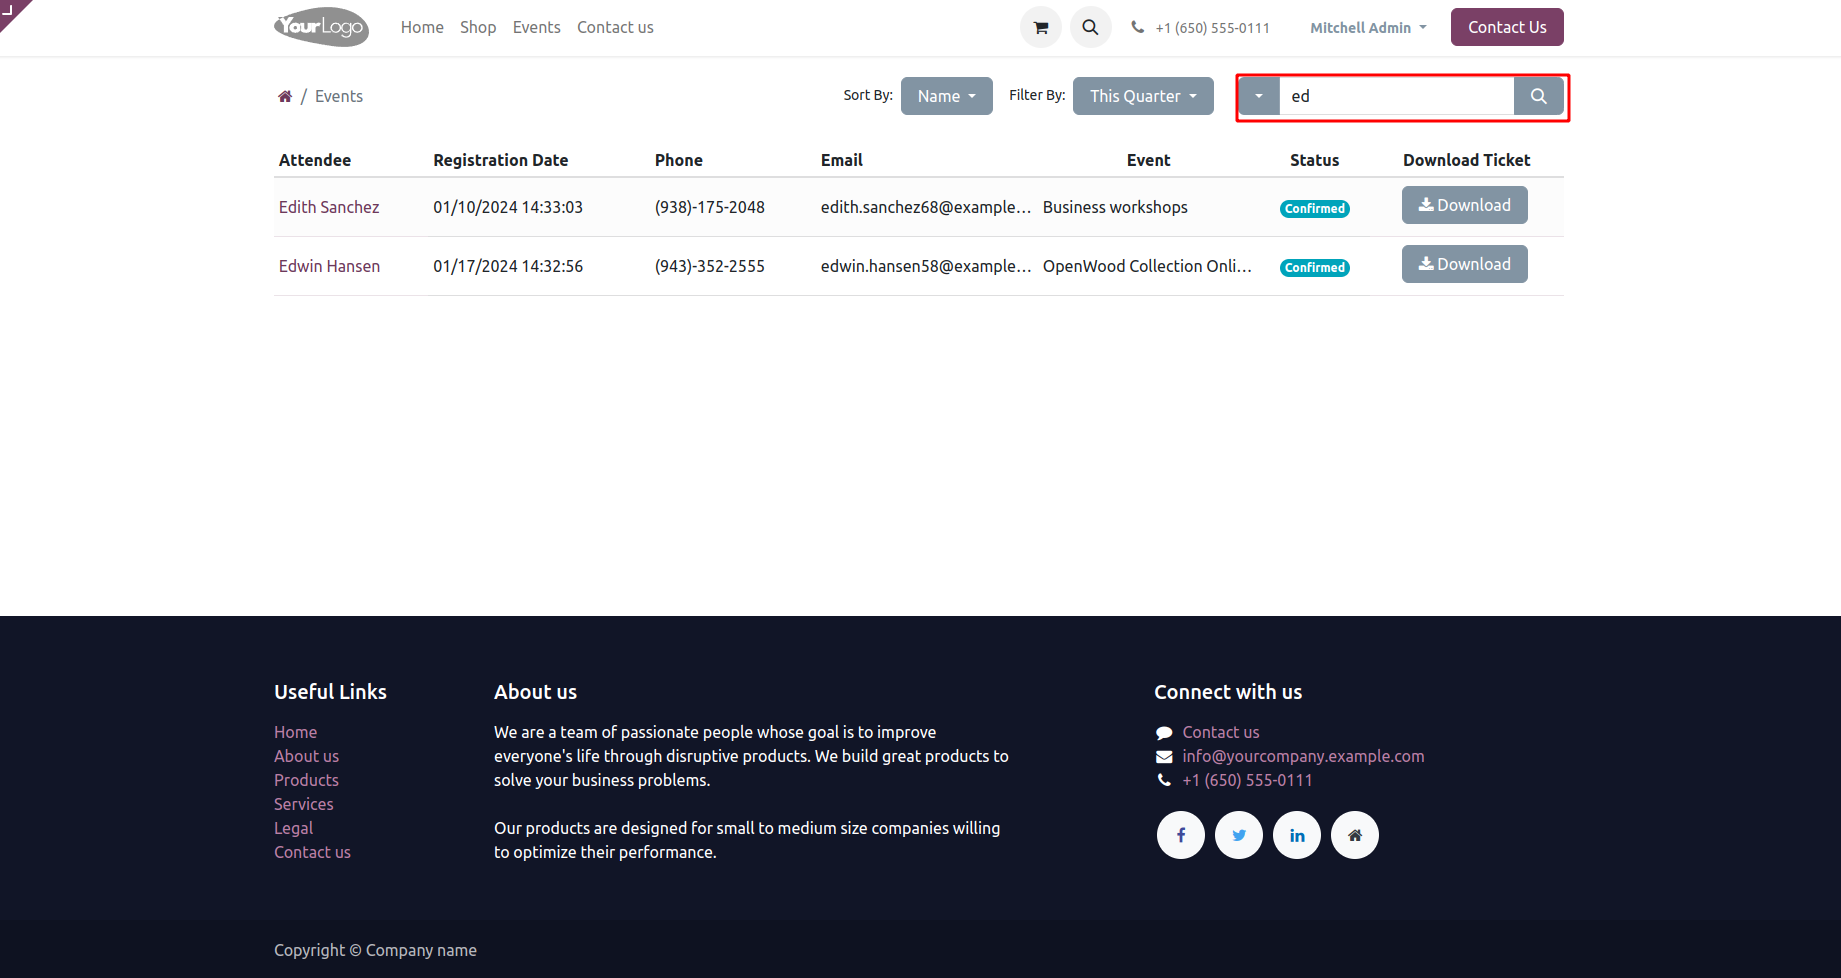 YourLogo
Home Shop Events Contact us
+1 (650) 555-0111
Mitchell Admin
Contact Us
/ Events
Sort By: Name
Filter By: This Quarter
ed
Attendee Registration Date Phone Email Event Status Download Ticket
Edith Sanchez 01/10/2024 14:33:03 (938)-175-2048 edith.sanchez68@example... Business workshops Confirmed Download
Edwin Hansen 01/17/2024 14:32:56 (943)-352-2555 edwin.hansen58@example... OpenWood Collection Onli... Confirmed Download
Useful Links
Home
About us
Products
Services
Legal
Contact us
About us
We are a team of passionate people whose goal is to improve
everyone's life through disruptive products. We build great products to
solve your business problems.
Our products are designed for small to medium size companies willing
to optimize their performance.
Connect with us
Contact us
info@yourcompany.example.com
+1 (650) 555-0111
Copyright © Company name